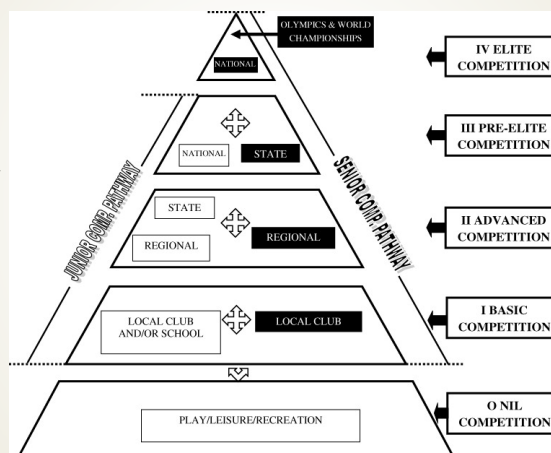 OLYMPICS & WORLD
CHAMPIONSHIPS
NATIONAL
IV ELITE
COMPETITION
NATIONAL
STATE
III PRE-ELITE
COMPETITION
JUNIOR COMP. PATHWAY
SENIOR COMP. PATHWAY
STATE
REGIONAL
REGIONAL
II ADVANCED
COMPETITION
LOCAL CLUB
AND/OR SCHOOL
LOCAL CLUB
I BASIC
COMPETITION
PLAY/LEISURE/RECREATION
O NIL
COMPETITION